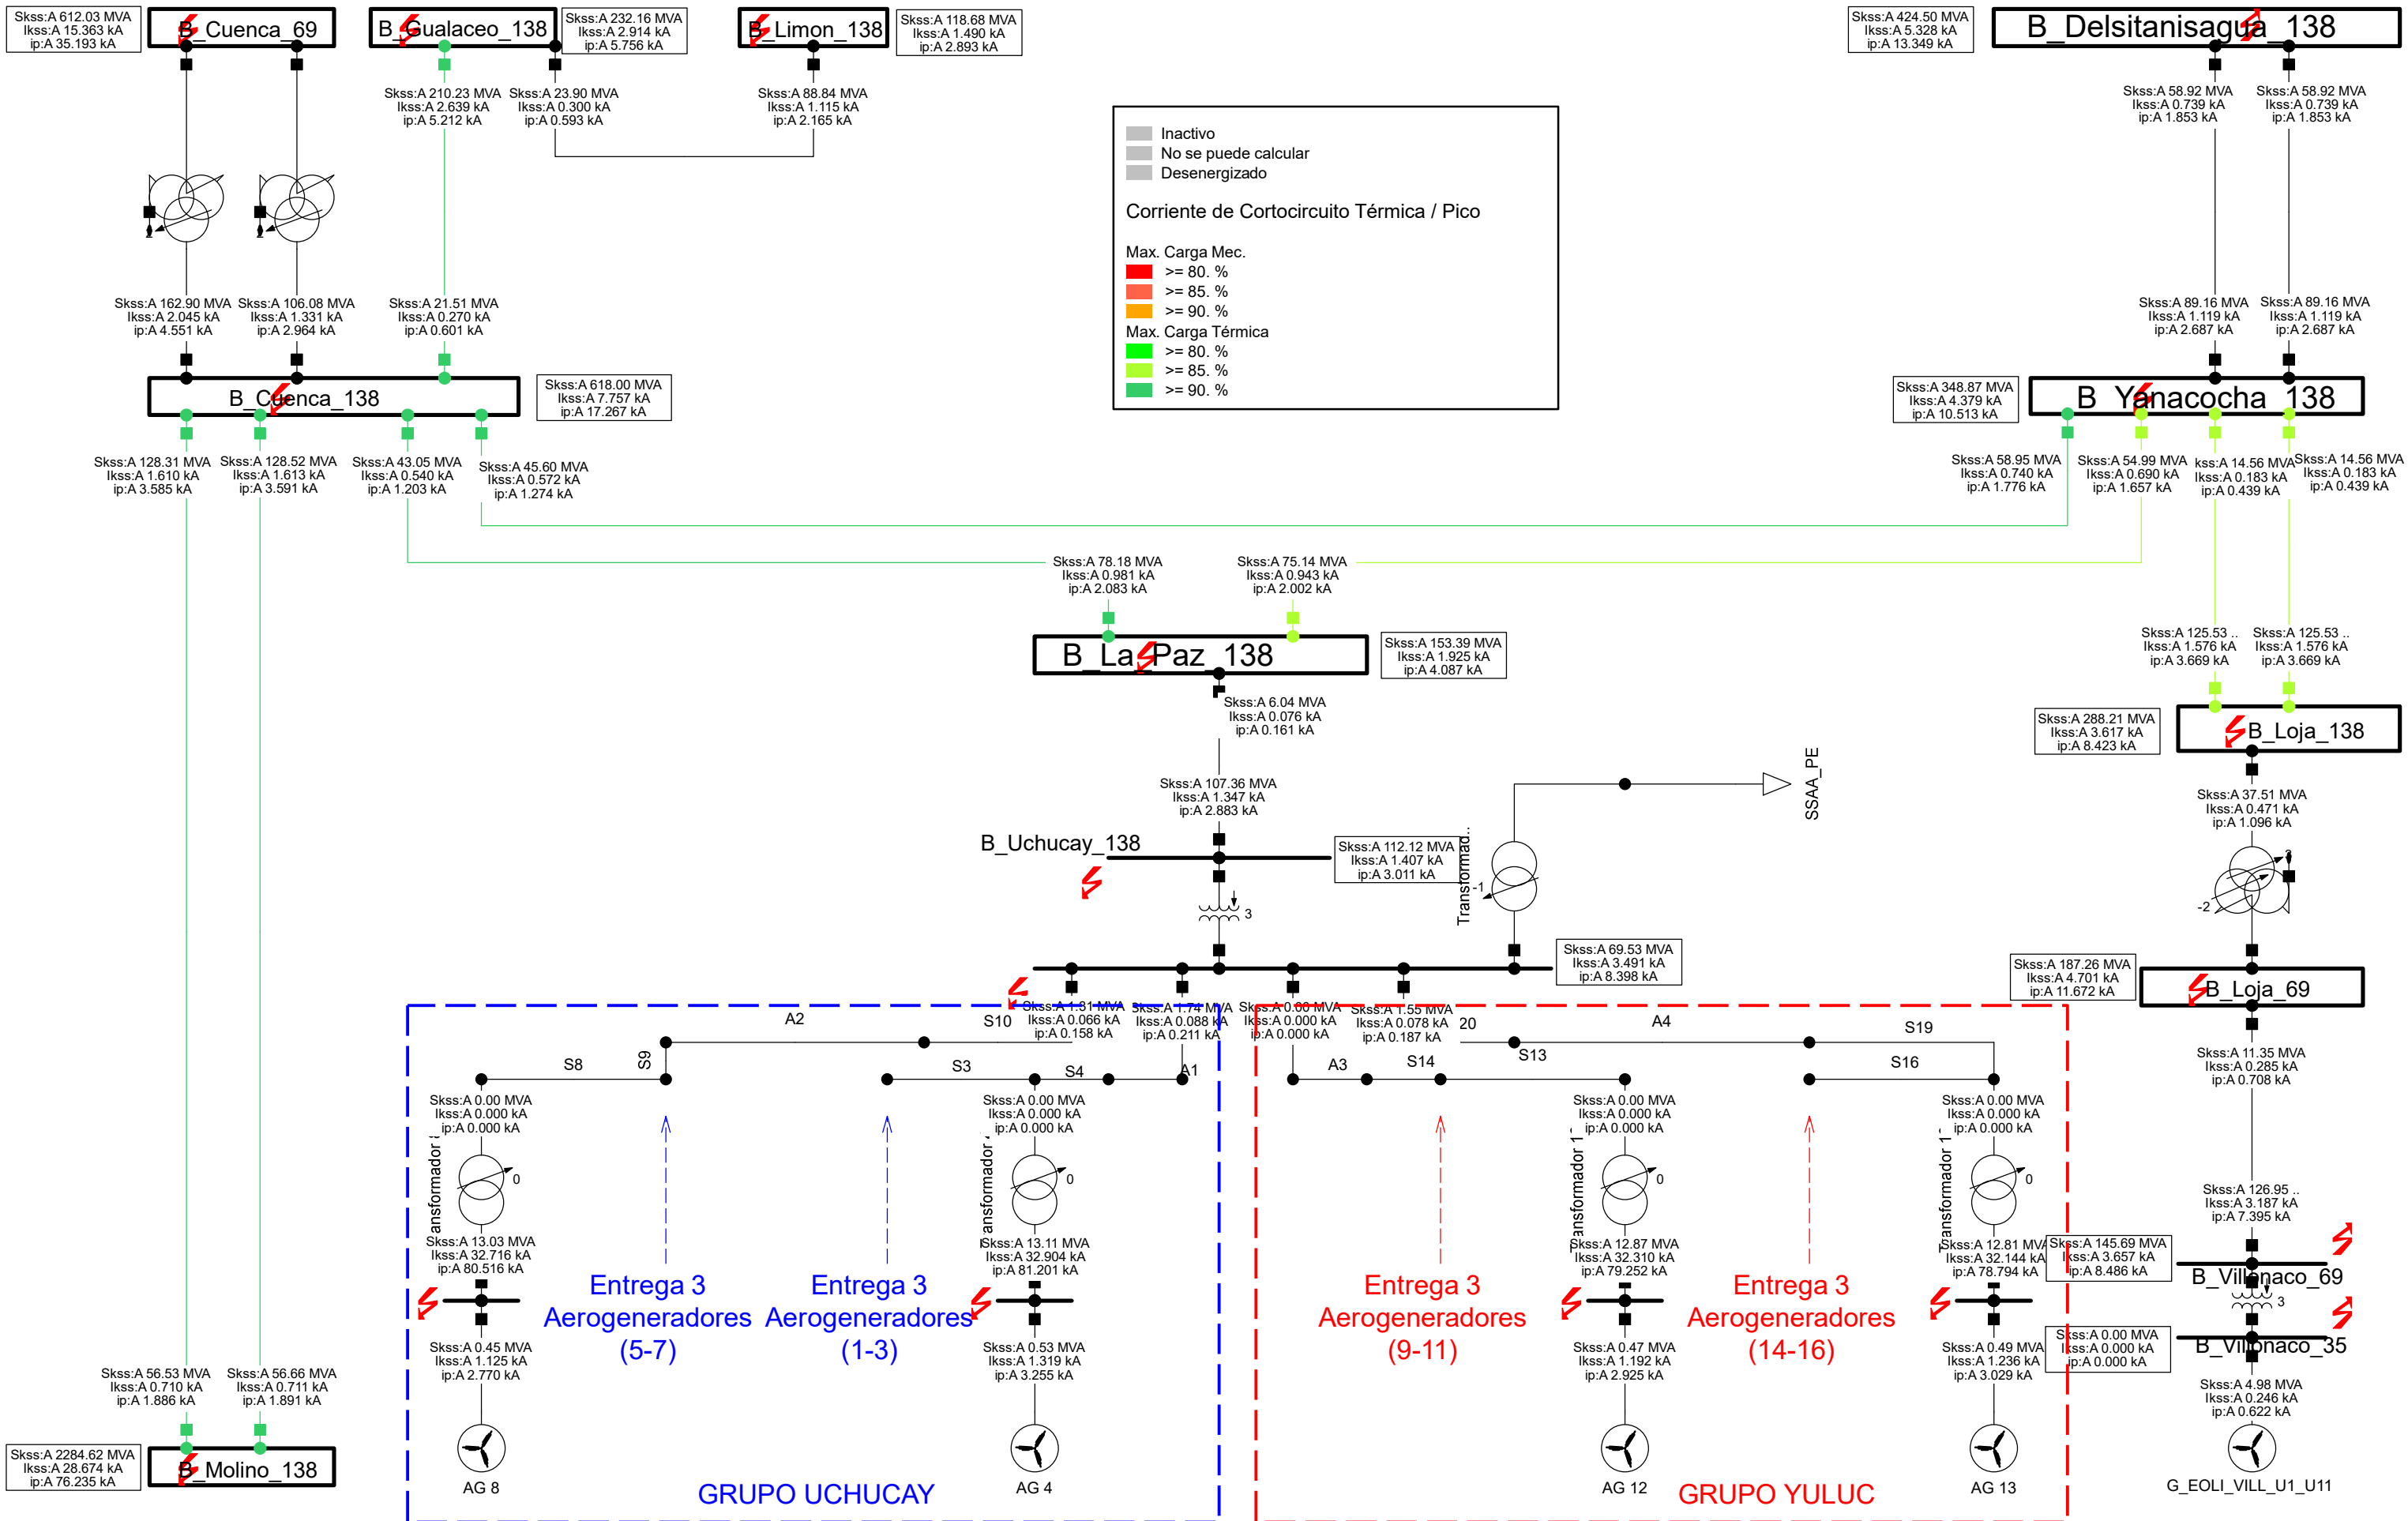 Skss:A 612.03 MVA
Ikss:A 15.363 kA
ip:A 35.193 kA
B_Cuenca_69
B_Gualaceo_138
Skss:A 232.16 MVA
Ikss:A 2.914 kA
ip:A 5.756 kA
B_Limon_138
Skss:A 118.68 MVA
Ikss:A 1.490 kA
ip:A 2.893 kA
Skss:A 424.50 MVA
Ikss:A 5.328 kA
ip:A 13.349 kA
B_Delsitanisagua_138
Skss:A 210.23 MVA
Ikss:A 2.639 kA
ip:A 5.212 kA
Skss:A 23.90 MVA
Ikss:A 0.300 kA
ip:A 0.593 kA
Skss:A 88.84 MVA
Ikss:A 1.115 kA
ip:A 2.165 kA
Skss:A 58.92 MVA
Ikss:A 0.739 kA
ip:A 1.853 kA
Skss:A 58.92 MVA
Ikss:A 0.739 kA
ip:A 1.853 kA
Inactivo
No se puede calcular
Desenergizado
Corriente de Cortocircuito Térmica / Pico
Max. Carga Mec.
>= 80. %
>= 85. %
>= 90. %
Max. Carga Térmica
>= 80. %
>= 85. %
>= 90. %
Skss:A 162.90 MVA
Ikss:A 2.045 kA
ip:A 4.551 kA
Skss:A 106.08 MVA
Ikss:A 1.331 kA
ip:A 2.964 kA
Skss:A 21.51 MVA
Ikss:A 0.270 kA
ip:A 0.601 kA
Skss:A 89.16 MVA
Ikss:A 1.119 kA
ip:A 2.687 kA
Skss:A 89.16 MVA
Ikss:A 1.119 kA
ip:A 2.687 kA
B_Cuenca_138
Skss:A 618.00 MVA
Ikss:A 7.757 kA
ip:A 17.267 kA
Skss:A 348.87 MVA
Ikss:A 4.379 kA
ip:A 10.513 kA
B_Yanacocha_138
Skss:A 128.31 MVA
Ikss:A 1.610 kA
ip:A 3.585 kA
Skss:A 128.52 MVA
Ikss:A 1.613 kA
ip:A 3.591 kA
Skss:A 43.05 MVA
Ikss:A 0.540 kA
ip:A 1.203 kA
Skss:A 45.60 MVA
Ikss:A 0.572 kA
ip:A 1.274 kA
Skss:A 58.95 MVA
Ikss:A 0.740 kA
ip:A 1.776 kA
Skss:A 54.99 MVA
Ikss:A 0.690 kA
ip:A 1.657 kA
kss:A 14.56 MVA
Ikss:A 0.183 kA
ip:A 0.439 kA
Skss:A 14.56 MVA
Ikss:A 0.183 kA
ip:A 0.439 kA
Skss:A 78.18 MVA
Ikss:A 0.981 kA
ip:A 2.083 kA
Skss:A 75.14 MVA
Ikss:A 0.943 kA
ip:A 2.002 kA
B_La_Paz_138
Skss:A 153.39 MVA
Ikss:A 1.925 kA
ip:A 4.087 kA
Skss:A 125.53 ..
Ikss:A 1.576 kA
ip:A 3.669 kA
Skss:A 125.53 ..
Ikss:A 1.576 kA
ip:A 3.669 kA
Skss:A 6.04 MVA
Ikss:A 0.076 kA
ip:A 0.161 kA
Skss:A 288.21 MVA
Ikss:A 3.617 kA
ip:A 8.423 kA
B_Loja_138
Skss:A 107.36 MVA
Ikss:A 1.347 kA
ip:A 2.883 kA
SSAA_PE
Skss:A 37.51 MVA
Ikss:A 0.471 kA
ip:A 1.096 kA
B_Uchucay_138
Skss:A 112.12 MVA
Ikss:A 1.407 kA
ip:A 3.011 kA
Transformad..
-1
3
3
-2
Skss:A 69.53 MVA
Ikss:A 3.491 kA
ip:A 8.398 kA
Skss:A 187.26 MVA
Ikss:A 4.701 kA
ip:A 11.672 kA
B_Loja_69
Skss:A 1.31 MVA
Ikss:A 0.066 kA
ip:A 0.158 kA
Skss:A 1.74 MVA
Ikss:A 0.088 kA
ip:A 0.211 kA
Skss:A 0.00 MVA
Ikss:A 0.000 kA
ip:A 0.000 kA
Skss:A 1.55 MVA
Ikss:A 0.078 kA
ip:A 0.187 kA
A2
S10
20
A4
S19
S8
S9
S3
S4
A1
A3
S14
S13
S16
Skss:A 11.35 MVA
Ikss:A 0.285 kA
ip:A 0.708 kA
Skss:A 0.00 MVA
Ikss:A 0.000 kA
ip:A 0.000 kA
Skss:A 0.00 MVA
Ikss:A 0.000 kA
ip:A 0.000 kA
Skss:A 0.00 MVA
Ikss:A 0.000 kA
ip:A 0.000 kA
Skss:A 0.00 MVA
Ikss:A 0.000 kA
ip:A 0.000 kA
ansformador
0
ansformador
0
ansformador 1
0
ansformador 1
0
Skss:A 126.95 ..
Ikss:A 3.187 kA
ip:A 7.395 kA
Skss:A 13.03 MVA
Ikss:A 32.716 kA
ip:A 80.516 kA
Skss:A 13.11 MVA
Ikss:A 32.904 kA
ip:A 81.201 kA
Skss:A 12.87 MVA
Ikss:A 32.310 kA
ip:A 79.252 kA
Skss:A 12.81 MVA
Ikss:A 32.144 kA
ip:A 78.794 kA
Skss:A 145.69 MVA
Ikss:A 3.657 kA
ip:A 8.486 kA
B_Villonaco_69
3
Entrega 3
Aerogeneradores
(5-7)
Entrega 3
Aerogeneradores
(1-3)
Entrega 3
Aerogeneradores
(9-11)
Entrega 3
Aerogeneradores
(14-16)
Skss:A 0.00 MVA
Ikss:A 0.000 kA
ip:A 0.000 kA
B_Villonaco_35
Skss:A 0.45 MVA
Ikss:A 1.125 kA
ip:A 2.770 kA
Skss:A 0.53 MVA
Ikss:A 1.319 kA
ip:A 3.255 kA
Skss:A 0.47 MVA
Ikss:A 1.192 kA
ip:A 2.925 kA
Skss:A 0.49 MVA
Ikss:A 1.236 kA
ip:A 3.029 kA
Skss:A 4.98 MVA
Ikss:A 0.246 kA
ip:A 0.622 kA
Skss:A 56.53 MVA
Ikss:A 0.710 kA
ip:A 1.886 kA
Skss:A 56.66 MVA
Ikss:A 0.711 kA
ip:A 1.891 kA
Skss:A 2284.62 MVA
Ikss:A 28.674 kA
ip:A 76.235 kA
B_Molino_138
AG 8
AG 4
AG 12
AG 13
G_EOLI_VILL_U1_U11
GRUPO UCHUCAY
GRUPO YULUC